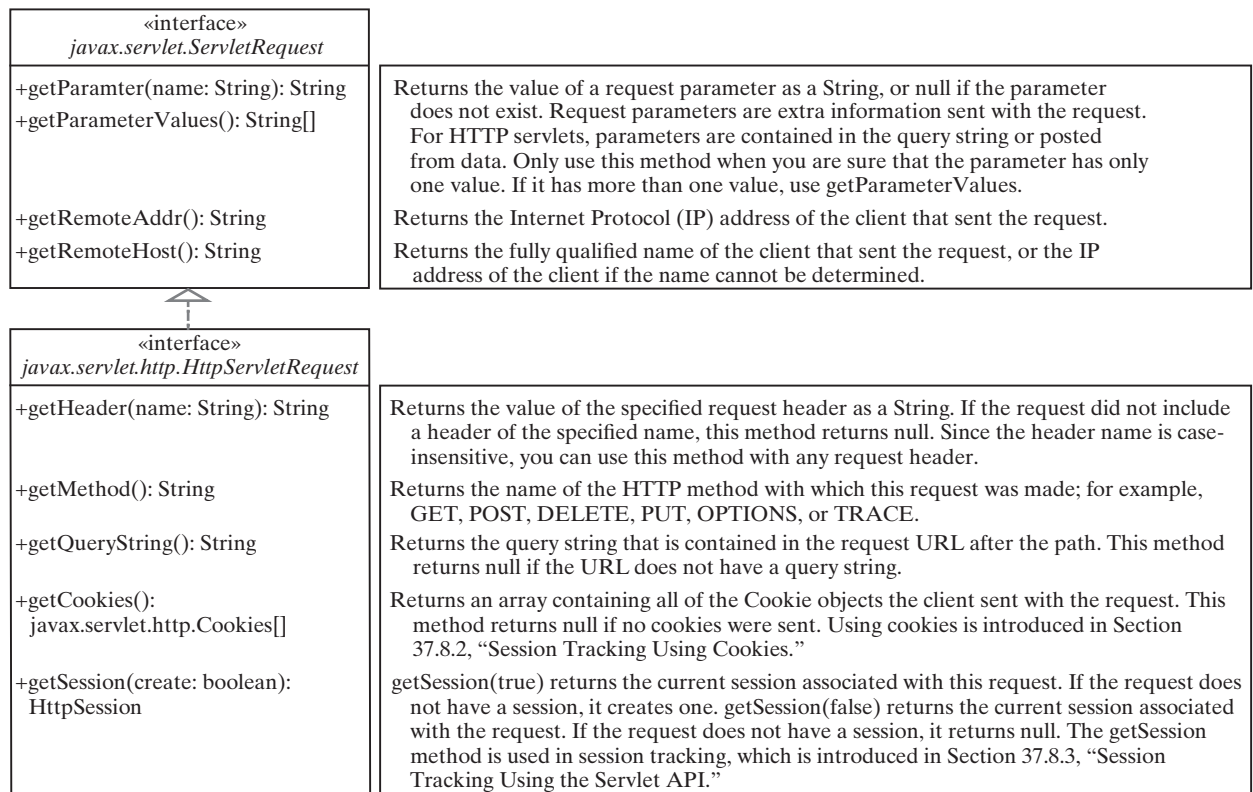 «interface»
javax.servlet.ServletRequest
+getParamter(name: String): String
+getParameterValues(): String[]
+getRemoteAddr(): String
+getRemoteHost(): String
Returns the value of a request parameter as a String, or null if the parameter
does not exist. Request parameters are extra information sent with the request.
For HTTP servlets, parameters are contained in the query string or posted
from data. Only use this method when you are sure that the parameter has only
one value. If it has more than one value, use getParameterValues.
Returns the Internet Protocol (IP) address of the client that sent the request.
Returns the fully qualified name of the client that sent the request, or the IP
address of the client if the name cannot be determined.
«interface»
javax.servlet.http.HttpServletRequest
+getHeader(name: String): String
Returns the value of the specified request header as a String. If the request did not include
a header of the specified name, this method returns null. Since the header name is case-
insensitive, you can use this method with any request header.
+getMethod(): String
Returns the name of the HTTP method with which this request was made; for example,
GET, POST, DELETE, PUT, OPTIONS, or TRACE.
+getQueryString(): String
Returns the query string that is contained in the request URL after the path. This method
returns null if the URL does not have a query string.
+getCookies():
javax.servlet.http.Cookies[]
Returns an array containing all of the Cookie objects the client sent with the request. This
method returns null if no cookies were sent. Using cookies is introduced in Section
37.8.2, “Session Tracking Using Cookies.”
+getSession(create: boolean):
HttpSession
getSession(true) returns the current session associated with this request. If the request does
not have a session, it creates one. getSession(false) returns the current session associated
with the request. If the request does not have a session, it returns null. The getSession
method is used in session tracking, which is introduced in Section 37.8.3, “Session
Tracking Using the Servlet API.”